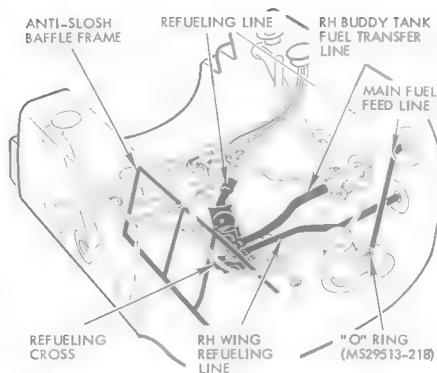 ANTI-SLOSH
BAFFLE FRAME
REFUELING LINE
RH BUDDY TANK
FUEL TRANSFER
LINE
MAIN FUEL
FEED LINE
REFUELING
CROSS
RH WING
REFUELING
LINE
"O" RING
(MS29513-218)